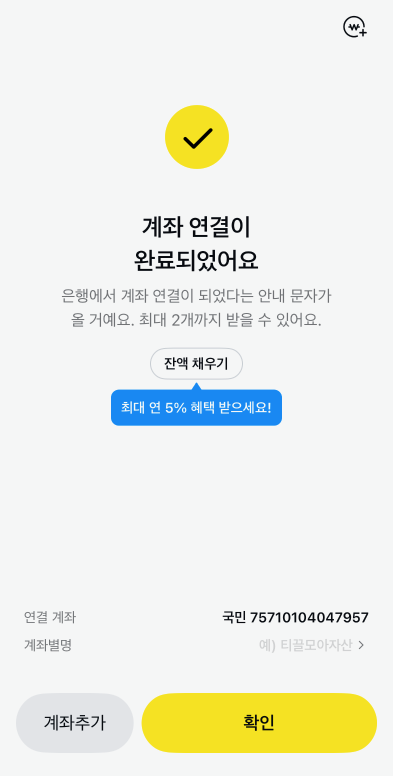 계좌 연결이
완료되었어요
은행에서 계좌 연결이 되었다는 안내 문자가
올 거예요. 최대 2개까지 받을 수 있어요.
잔액 채우기
최대 연 5% 혜택 받으세요!
연결 계좌 국민 75710104047957
계좌별명 예) 티끌모아자산
계좌추가 확인